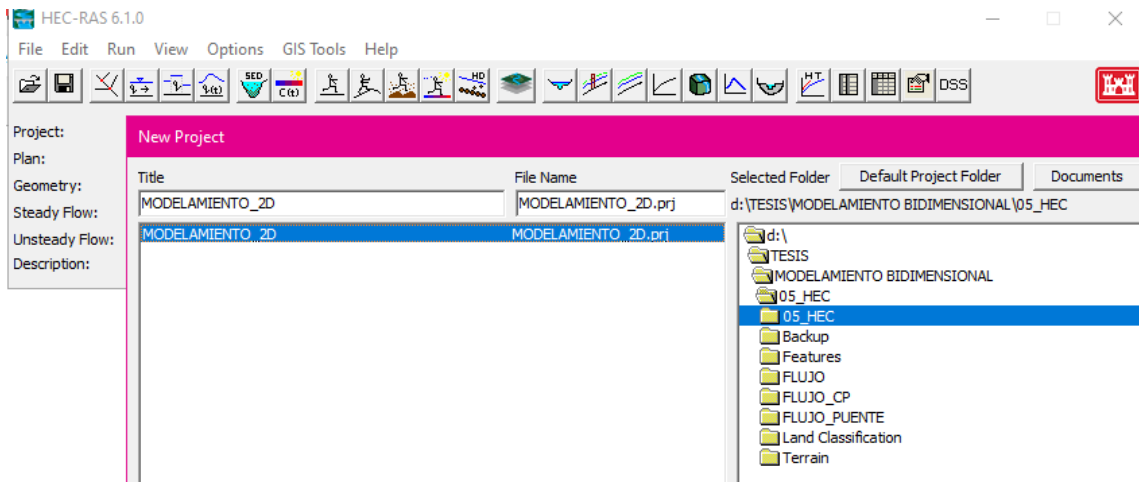 HEC-RAS 6.1.0
File Edit Run View Options GIS Tools Help
SED C(t) HD HT DSS
Project:
Plan:
Geometry:
Steady Flow:
Unsteady Flow:
Description:
New Project
Title File Name Selected Folder Default Project Folder Documents
MODELAMIENTO_2D MODELAMIENTO_2D.prj d:\TESIS\MODELAMIENTO BIDIMENSIONAL\05_HEC
MODELAMIENTO_2D MODELAMIENTO_2D.prj
d:\
TESIS
MODELAMIENTO BIDIMENSIONAL
05_HEC
05_HEC
Backup
Features
FLUJO
FLUJO_CP
FLUJO_PUENTE
Land Classification
Terrain